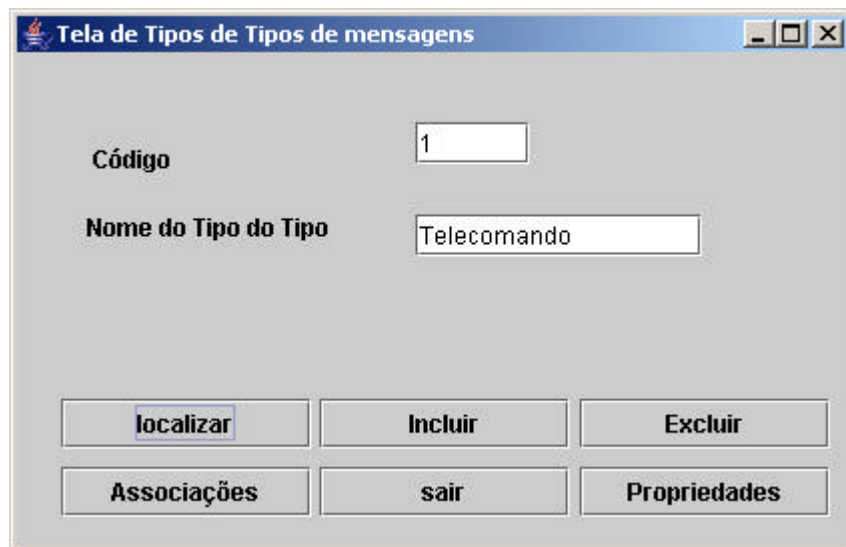 Tela de Tipos de Tipos de mensagens
Código 1
Nome do Tipo do Tipo Telecomando
localizar Incluir Excluir
Associações sair Propriedades